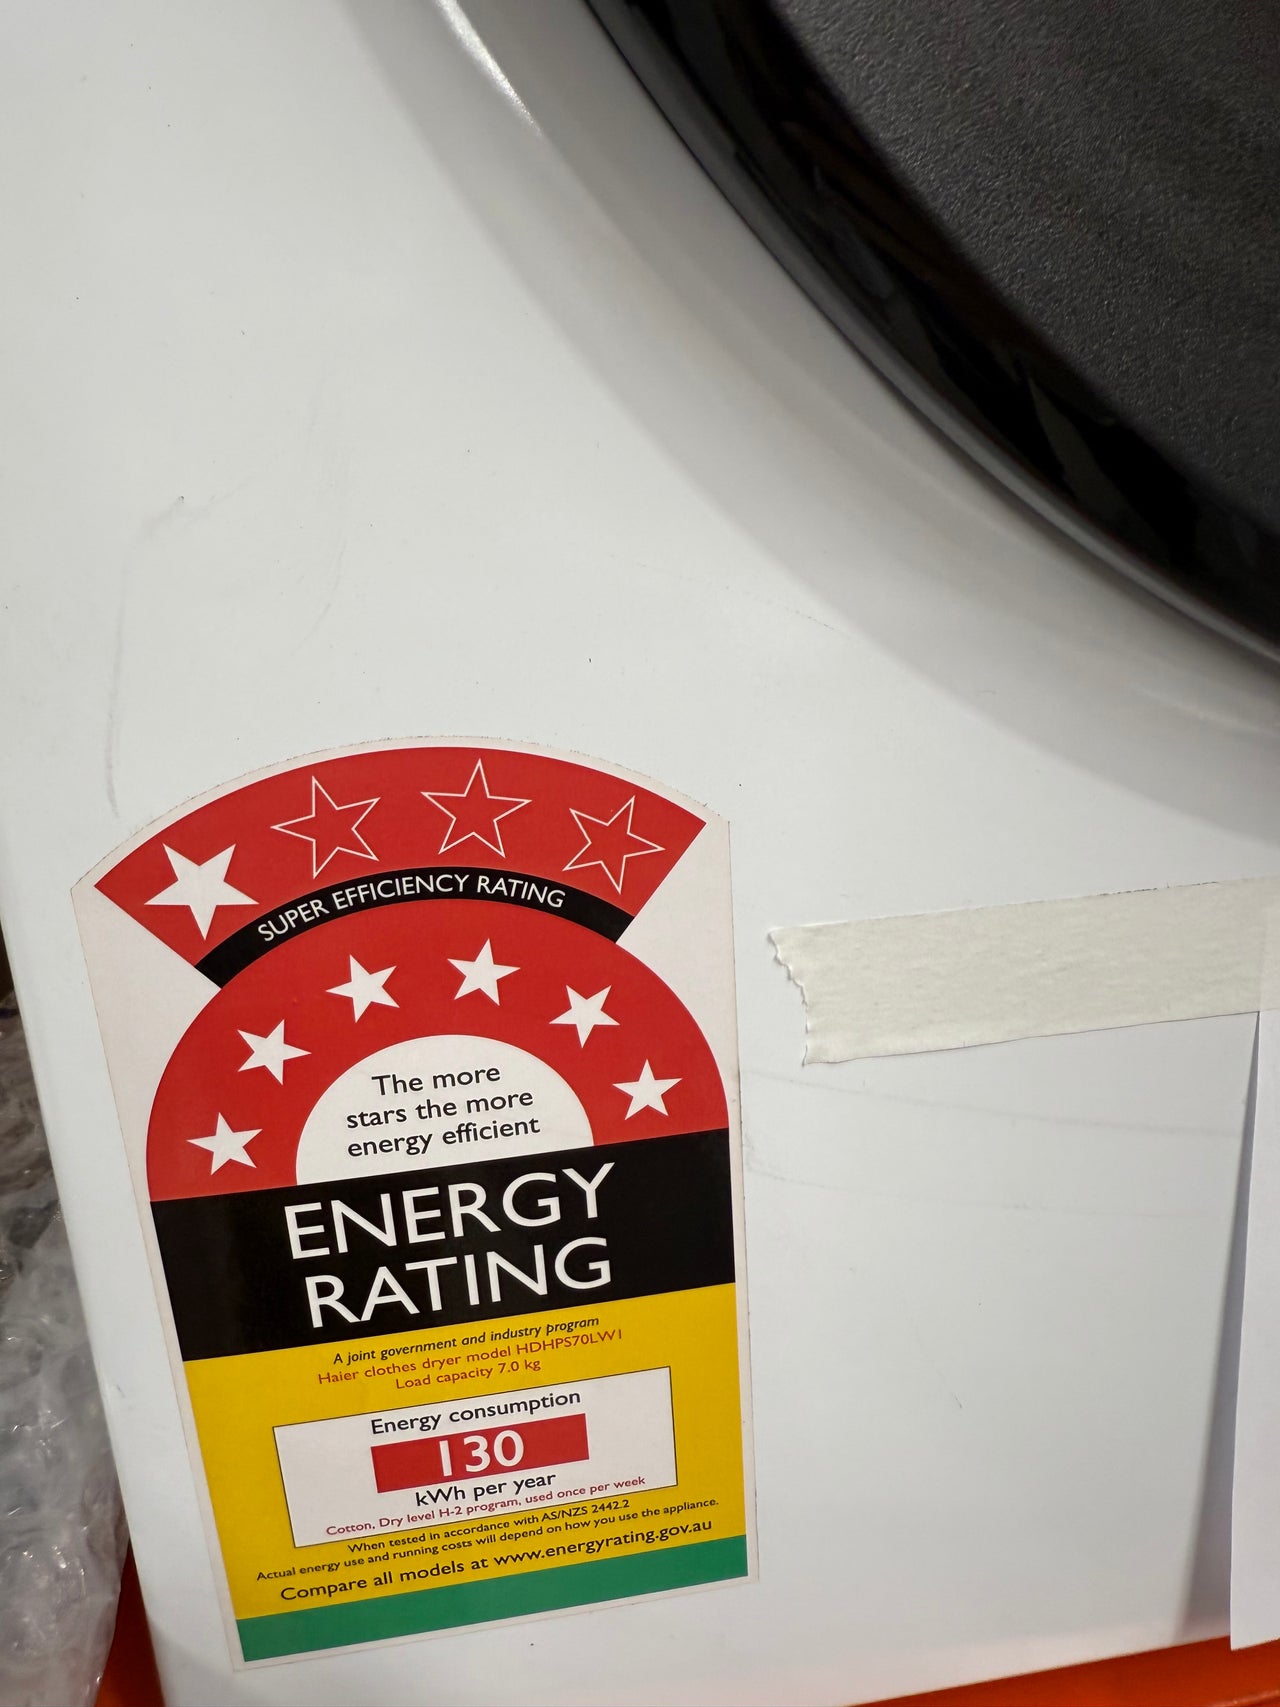 SUPER EFFICIENCY RATING
The more
stars the more
energy efficient
ENERGY
RATING
A joint government and industry program
Haier clothes dryer model HDHPS70LW1
Load capacity 7.0 kg
Energy consumption
130
kWh per year
Cotton, Dry level H-2 program, used once per week
When tested in accordance with AS/NZS 2442.2
Actual energy use and running costs will depend on how you use the appliance.
Compare all models at www.energyrating.gov.au